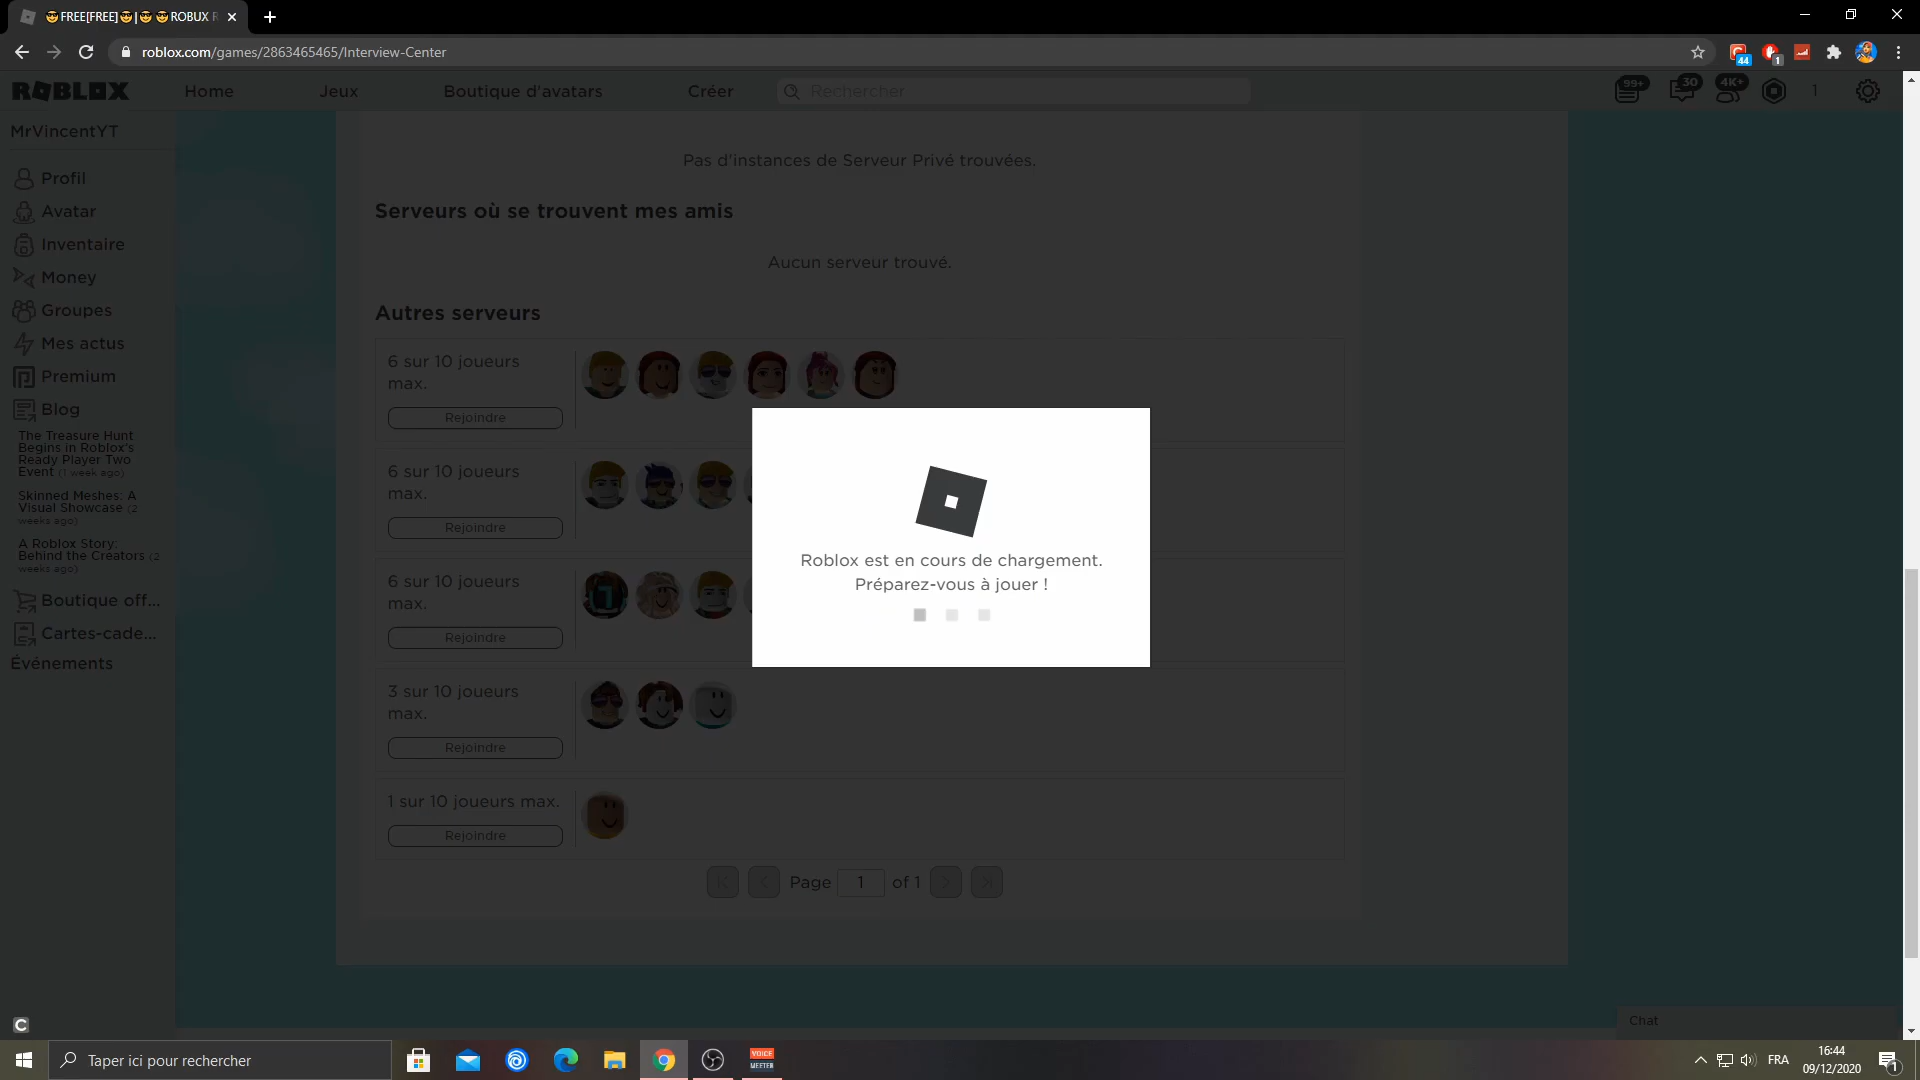 😎FREE[FREE]😎|😎 😎ROBUX R
roblox.com/games/2863465465/Interview-Center
44
1
ROBLOX
Home
Jeux
Boutique d'avatars
Créer
Rechercher
99+
30
4K+
1
MrVincentYT
Profil
Avatar
Inventaire
Money
Groupes
Mes actus
Premium
Blog
The Treasure Hunt
Begins in Roblox's
Ready Player Two
Event (1 week ago)
Skinned Meshes: A
Visual Showcase (2
weeks ago)
A Roblox Story:
Behind the Creators (2
weeks ago)
Boutique off...
Cartes-cade...
Événements
Pas d'instances de Serveur Privé trouvées.
Serveurs où se trouvent mes amis
Aucun serveur trouvé.
Autres serveurs
6 sur 10 joueurs
max.
Rejoindre
6 sur 10 joueurs
max.
Rejoindre
6 sur 10 joueurs
max.
Rejoindre
3 sur 10 joueurs
max.
Rejoindre
1 sur 10 joueurs max.
Rejoindre
Roblox est en cours de chargement.
Préparez-vous à jouer !
Page 1 of 1
Chat
C
Taper ici pour rechercher
VOICE
MEETER
FRA
16:44
09/12/2020
1